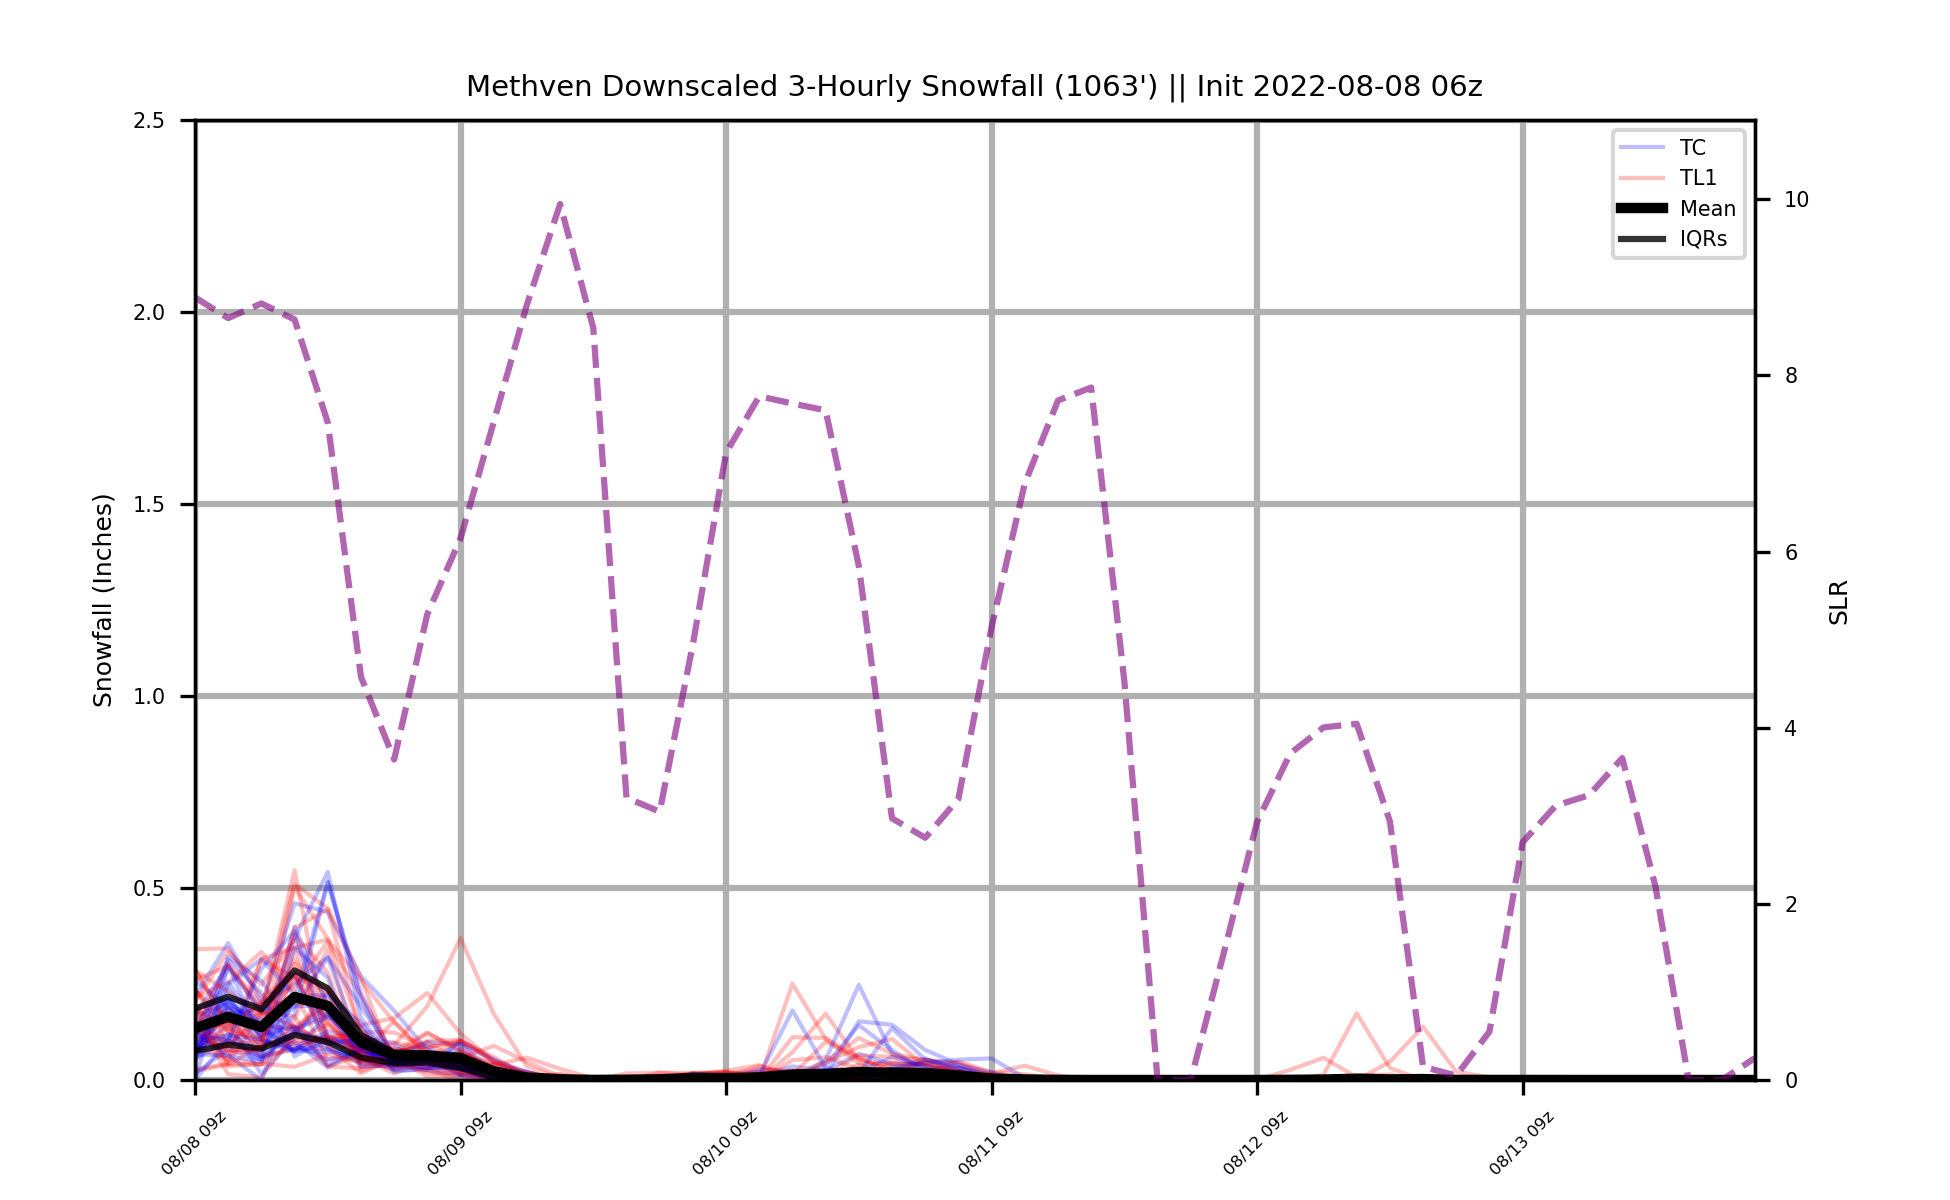 Methven Downscaled 3-Hourly Snowfall (1063') || Init 2022-08-08 06z
2.5
2.0
1.5
1.0
0.5
0.0
Snowfall (Inches)
TC
TL1
Mean
IQRs
10
8
6
4
2
0
SLR
08/08 09z
08/09 09z
08/10 09z
08/11 09z
08/12 09z
08/13 09z